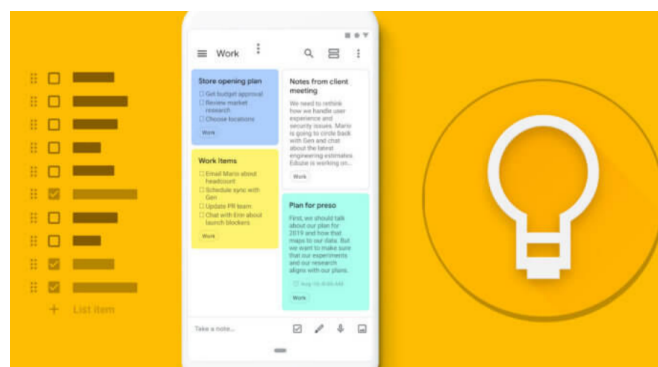 Work
Store opening plan
Get budget approval
Review market
research
Choose locations
Work
Work Items
Email Mario about
headcount
Schedule sync with
Gen
Update PR team
Chat with Erin about
launch blockers
Work
Notes from client
meeting
We need to rethink
how we handle user
experience and
security issues. Mario
is going to circle back
with Gen and chat
about the latest
engineering estimates.
is working on...
Work
Plan for preso
First, we should talk
about our plan for
2019 and how that
maps to our data. But
we want to make sure
that our experiments
and our research
aligns with our plans.
Work
Take a note...
+ List item